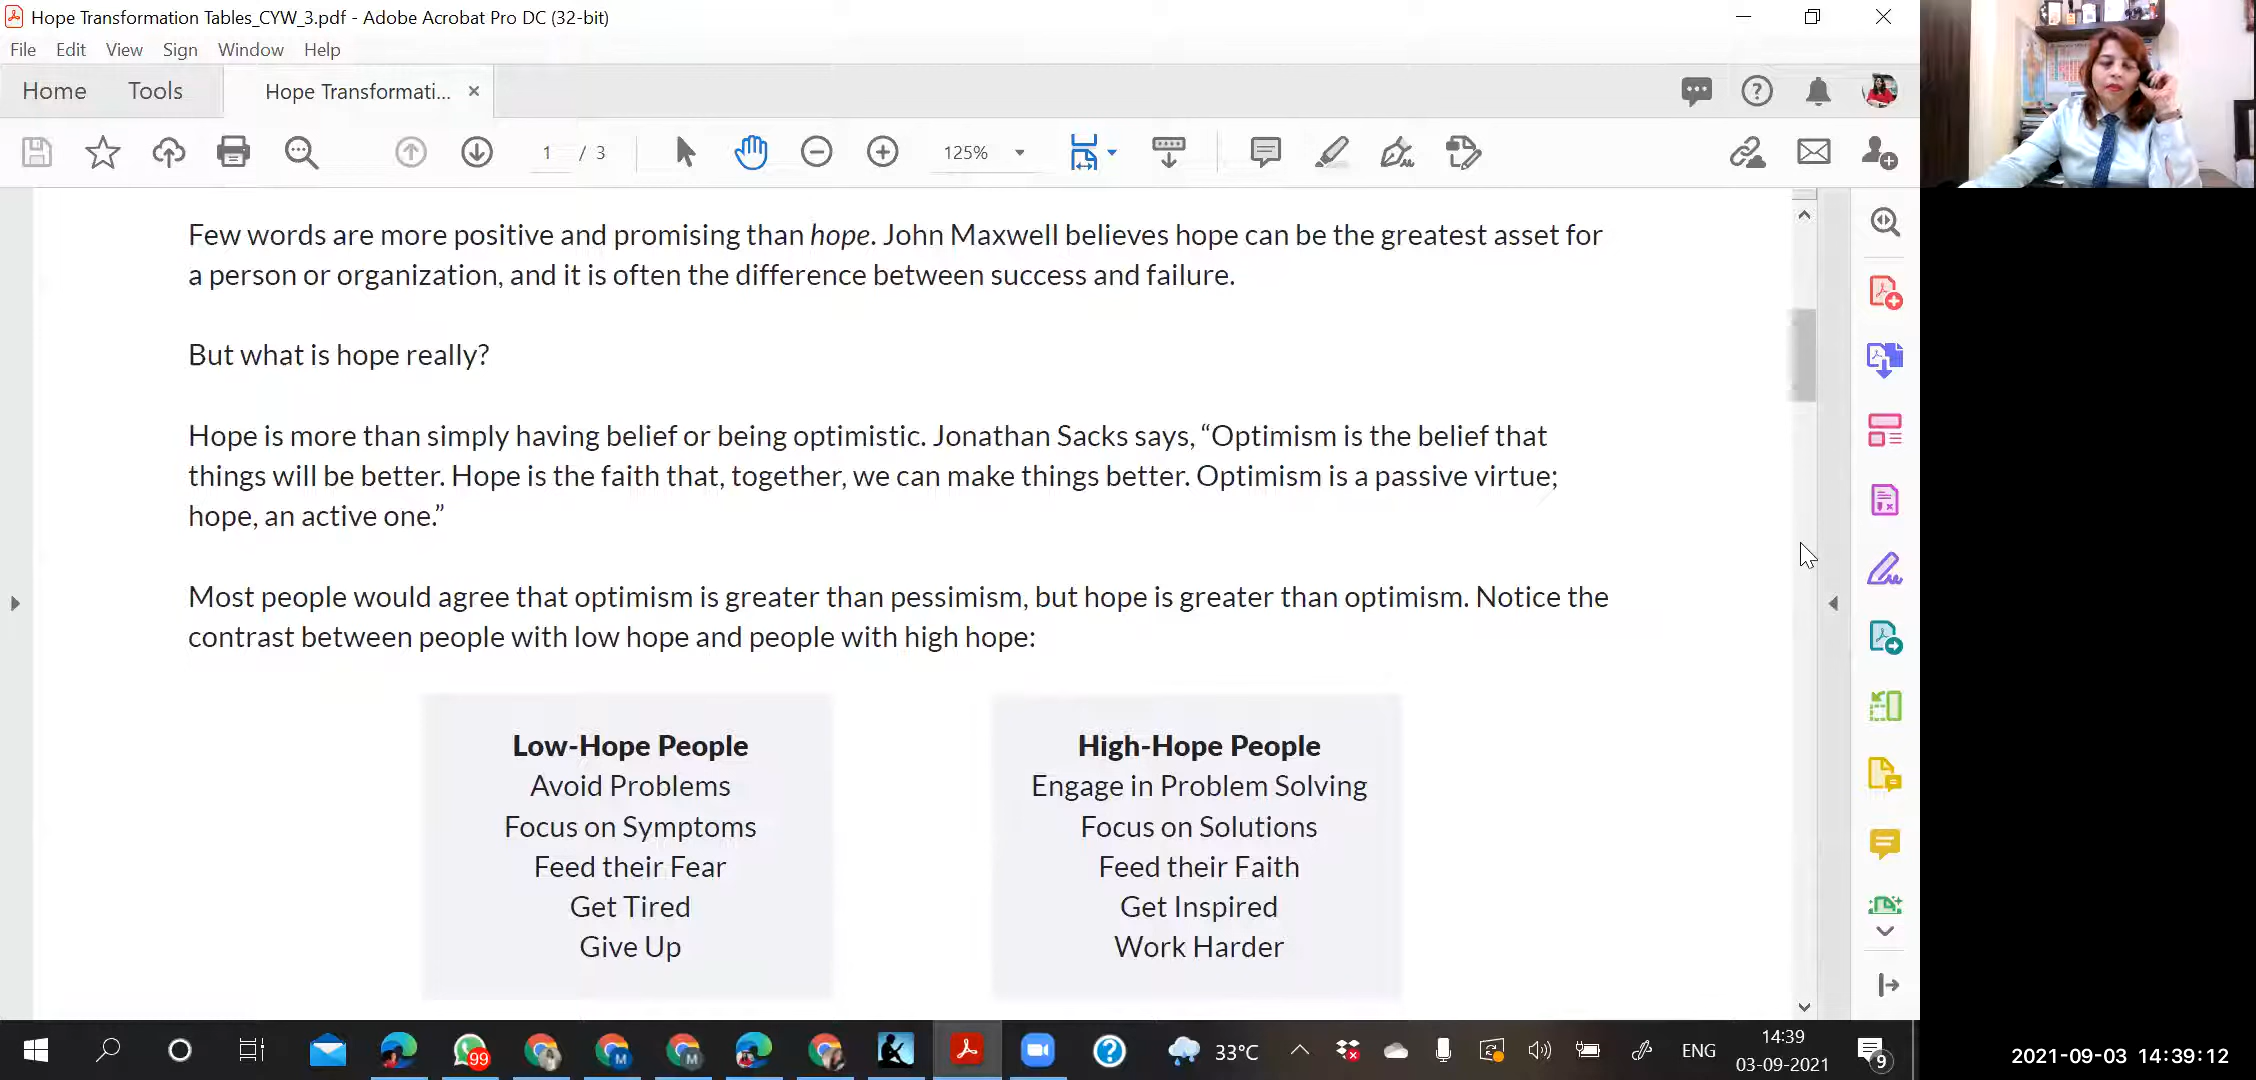 Hope Transformation Tables_CYW_3.pdf - Adobe Acrobat Pro DC (32-bit)
File Edit View Sign Window Help
Home Tools Hope Transformati... ×
1 / 3 125%
Few words are more positive and promising than hope. John Maxwell believes hope can be the greatest asset for
a person or organization, and it is often the difference between success and failure.
But what is hope really?
Hope is more than simply having belief or being optimistic. Jonathan Sacks says, “Optimism is the belief that
things will be better. Hope is the faith that, together, we can make things better. Optimism is a passive virtue;
hope, an active one.”
Most people would agree that optimism is greater than pessimism, but hope is greater than optimism. Notice the
contrast between people with low hope and people with high hope:
Low-Hope People
Avoid Problems
Focus on Symptoms
Feed their Fear
Get Tired
Give Up
High-Hope People
Engage in Problem Solving
Focus on Solutions
Feed their Faith
Get Inspired
Work Harder
99
M
M
33°C
ENG
14:39
03-09-2021
9
2021-09-03 14:39:12